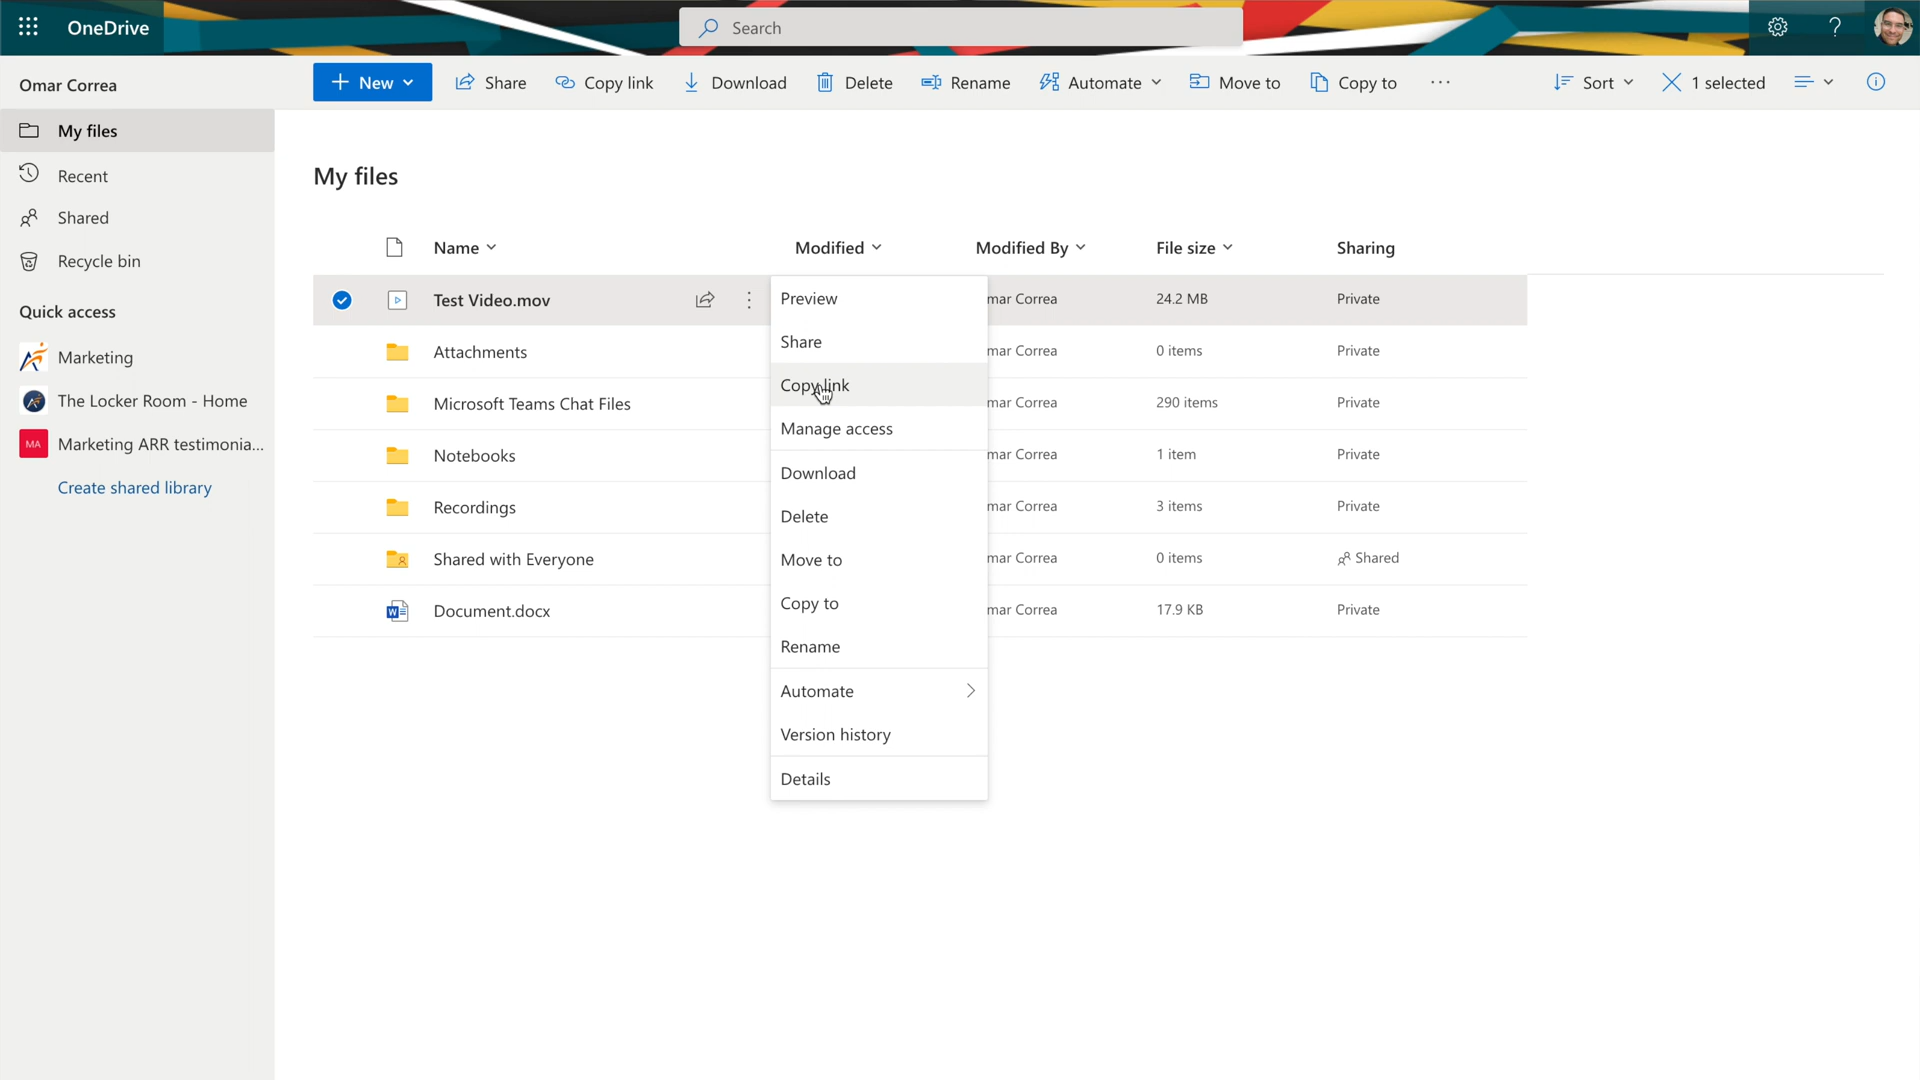 OneDrive
Search
?
Omar Correa
New
Share
Copy link
Download
Delete
Rename
Automate
Move to
Copy to
...
Sort
1 selected
My files
Recent
Shared
Recycle bin
Quick access
Marketing
The Locker Room - Home
MA
Marketing ARR testimonia...
Create shared library
My files
Name
Modified
Modified By
File size
Sharing
Test Video.mov
mar Correa
24.2 MB
Private
Attachments
mar Correa
0 items
Private
Microsoft Teams Chat Files
mar Correa
290 items
Private
Notebooks
mar Correa
1 item
Private
Recordings
mar Correa
3 items
Private
Shared with Everyone
mar Correa
0 items
Shared
W
Document.docx
mar Correa
17.9 KB
Private
Preview
Share
Copy link
Manage access
Download
Delete
Move to
Copy to
Rename
Automate
Version history
Details